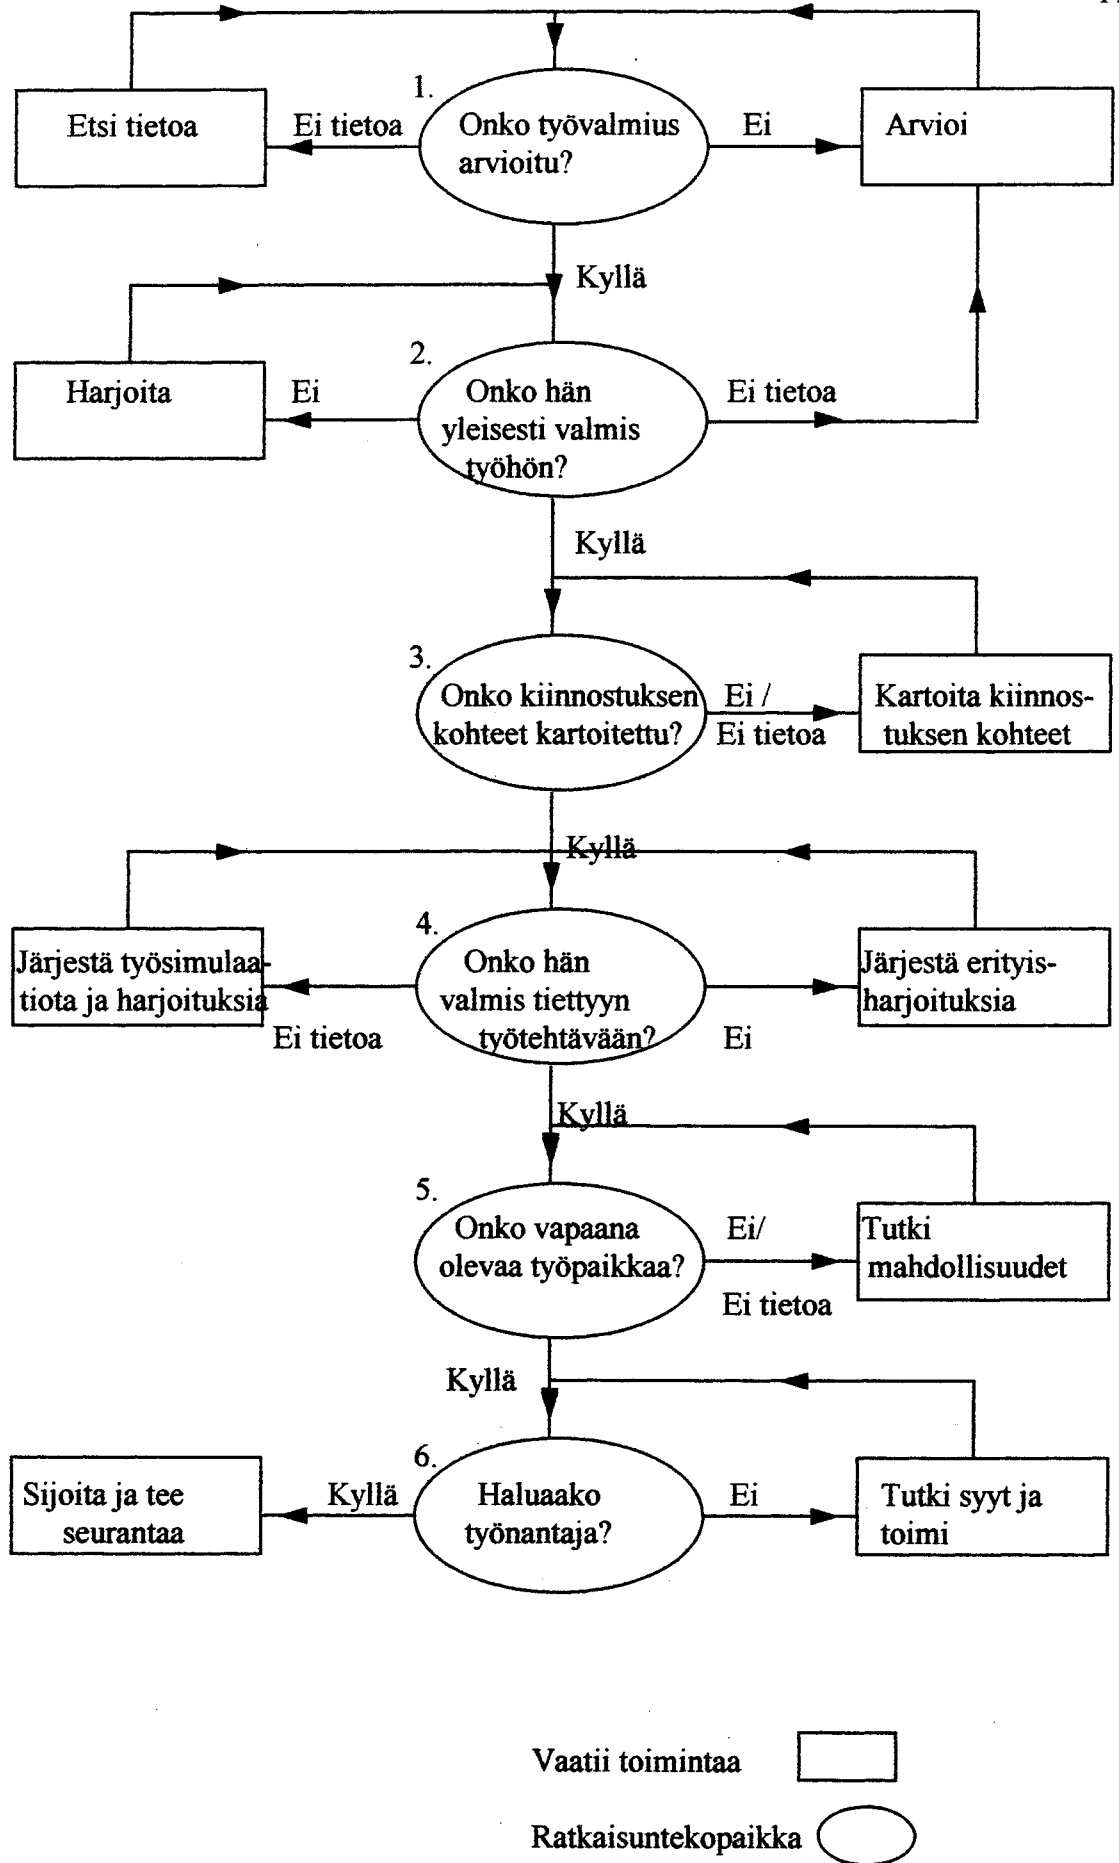 1.
Etsi tietoa
Ei tietoa
Onko työvalmius
arvioitu?
Ei
Arvioi
Kyllä
2.
Harjoita
Ei
Onko hän
yleisesti valmis
työhön?
Ei tietoa
Kyllä
3.
Onko kiinnostuksen
kohteet kartoitettu?
Ei /
Ei tietoa
Kartoita kiinnos-
tuksen kohteet
Kyllä
4.
Järjestä työsimulaa-
tiota ja harjoituksia
Ei tietoa
Onko hän
valmis tiettyyn
työtehtävään?
Ei
Järjestä erityis-
harjoituksia
Kyllä
5.
Onko vapaana
olevaa työpaikkaa?
Ei/
Ei tietoa
Tutki
mahdollisuudet
Kyllä
6.
Sijoita ja tee
seurantaa
Kyllä
Haluaako
työnantaja?
Ei
Tutki syyt ja
toimi
Vaatii toimintaa
Ratkaisuntekopaikka